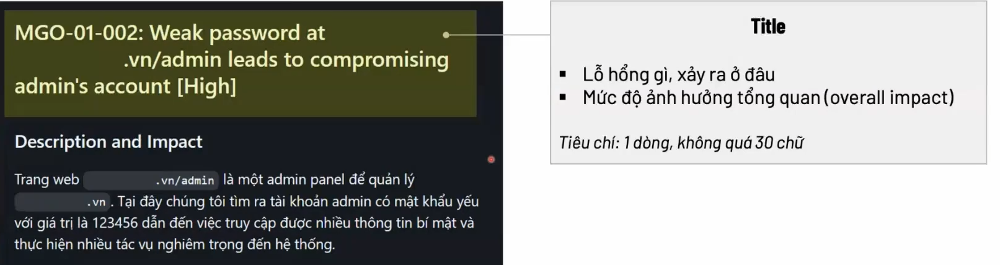 MGO-01-002: Weak password at
.vn/admin leads to compromising
admin's account [High]
Description and Impact
Trang web .vn/admin là một admin panel để quản lý
.vn. Tại đây chúng tôi tìm ra tài khoản admin có mật khẩu yếu
với giá trị là 123456 dẫn đến việc truy cập được nhiều thông tin bí mật và
thực hiện nhiều tác vụ nghiêm trọng đến hệ thống.
Title
▪ Lỗ hổng gì, xảy ra ở đâu
▪ Mức độ ảnh hưởng tổng quan (overall impact)
Tiêu chí: 1 dòng, không quá 30 chữ